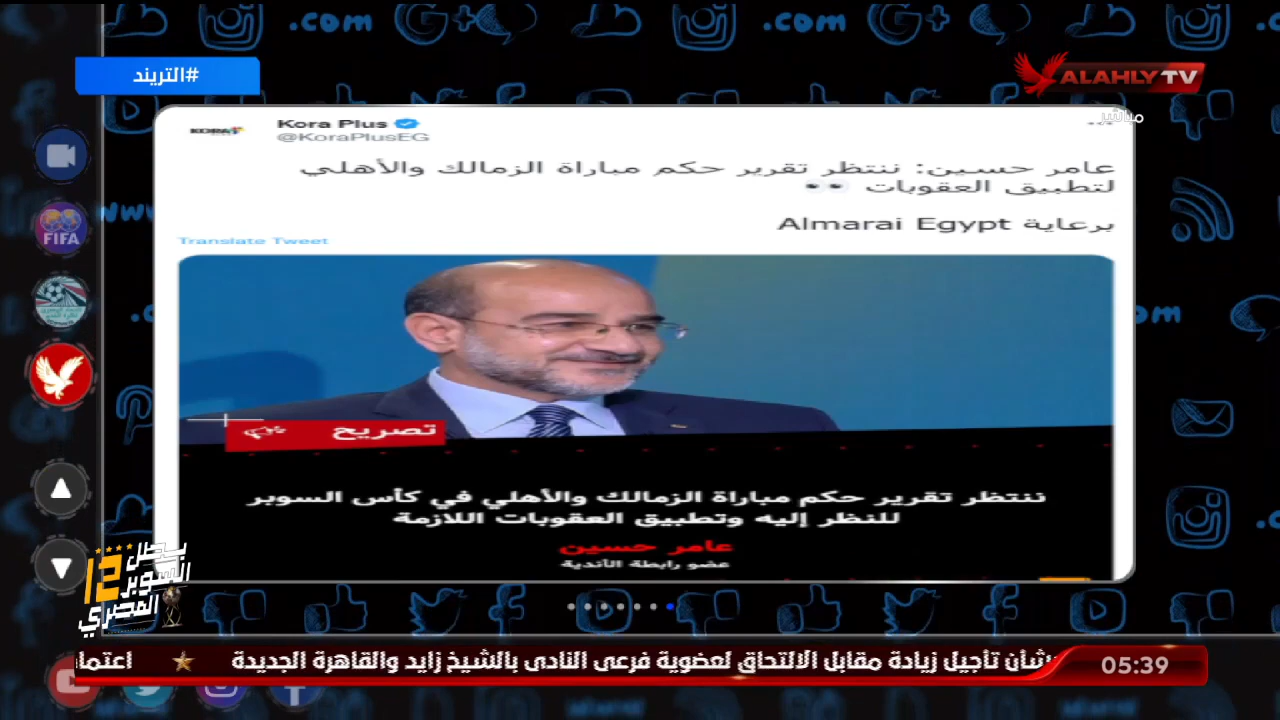 #التريند
ALAHLY TV
مباشر
KORA
Kora Plus
@KoraPlusEG
عامر حسين: ننتظر تقرير حكم مباراة الزمالك والأهلي
لتطبيق العقوبات 👀
برعاية Almarai Egypt
Translate Tweet
FIFA
تصريح
ننتظر تقرير حكم مباراة الزمالك والأهلي في كأس السوبر
للنظر إليه وتطبيق العقوبات اللازمة
عامر حسين
عضو رابطة الأندية
بطل
السوبر 12
المصري
بشأن تأجيل زيادة مقابل الالتحاق لعضوية فرعى النادى بالشيخ زايد والقاهرة الجديدة ★ اعتما
05:39